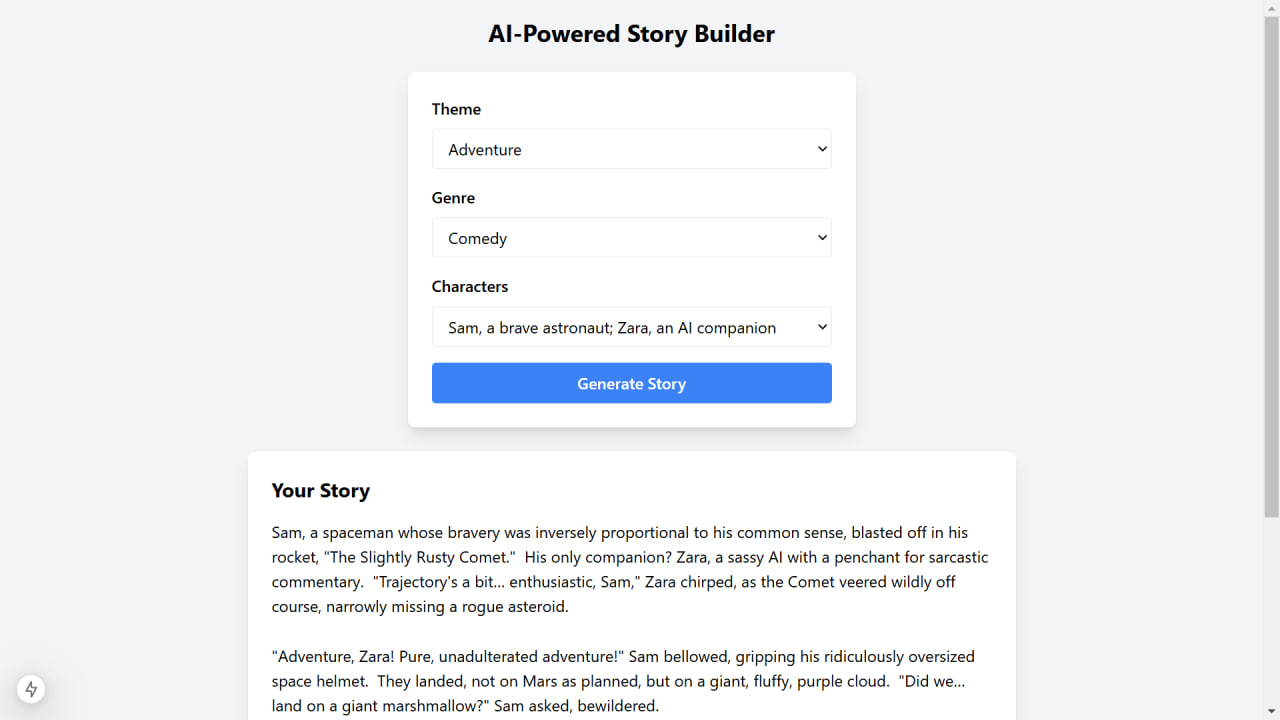 AI-Powered Story Builder
Theme
Adventure
Genre
Comedy
Characters
Sam, a brave astronaut; Zara, an AI companion
Generate Story
Your Story
Sam, a spaceman whose bravery was inversely proportional to his common sense, blasted off in his
rocket, "The Slightly Rusty Comet."  His only companion? Zara, a sassy AI with a penchant for sarcastic
commentary.  "Trajectory's a bit... enthusiastic, Sam," Zara chirped, as the Comet veered wildly off
course, narrowly missing a rogue asteroid.
"Adventure, Zara! Pure, unadulterated adventure!" Sam bellowed, gripping his ridiculously oversized
space helmet.  They landed, not on Mars as planned, but on a giant, fluffy, purple cloud.  "Did we...
land on a giant marshmallow?" Sam asked, bewildered.